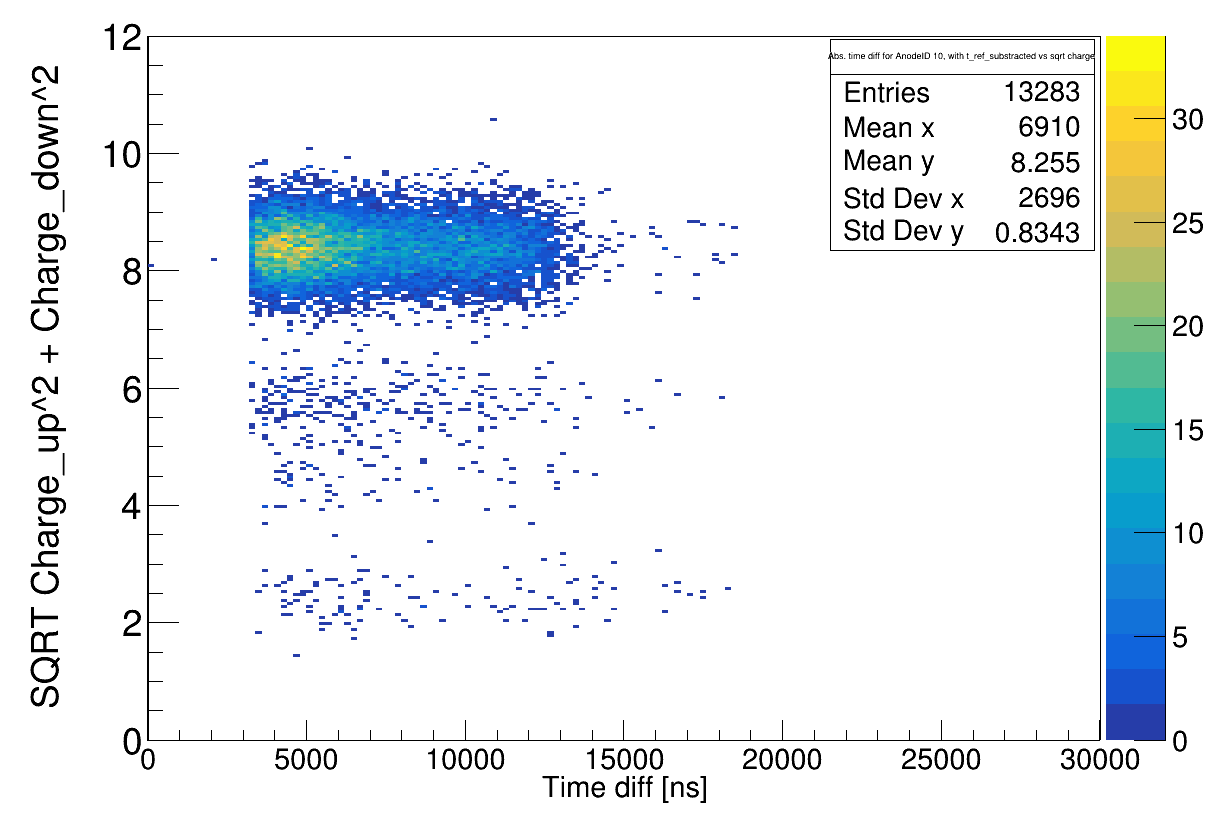 Abs. time diff for AnodeID 10, with t_ref_substracted vs sqrt charge
Entries 13283
Mean x 6910
Mean y 8.255
Std Dev x 2696
Std Dev y 0.8343
SQRT Charge_up^2 + Charge_down^2
12
10
8
6
4
2
0
0 5000 10000 15000 20000 25000 30000
Time diff [ns]
30
25
20
15
10
5
0